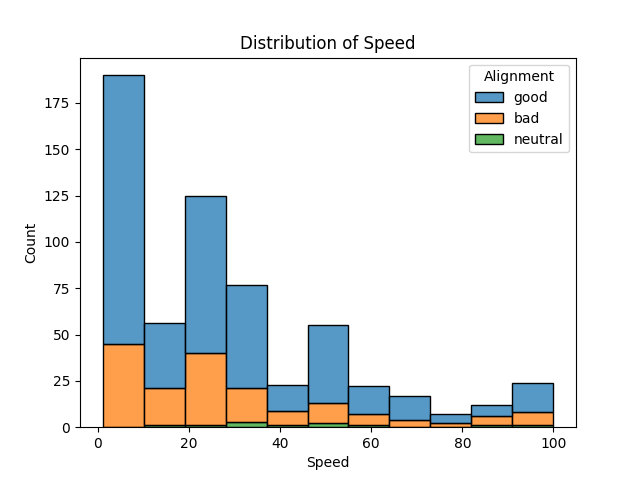 Distribution of Speed
Alignment
good
bad
neutral
Count
175
150
125
100
75
50
25
0
0 20 40 60 80 100
Speed